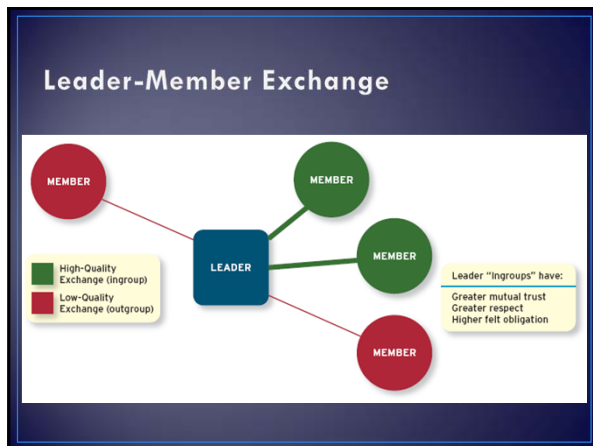 Leader-Member Exchange
MEMBER
MEMBER
MEMBER
LEADER
MEMBER
High-Quality
Exchange (ingroup)
Low-Quality
Exchange (outgroup)
Leader “ingroups” have:
Greater mutual trust
Greater respect
Higher felt obligation